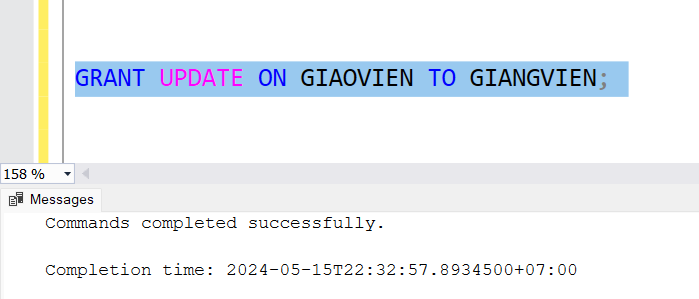 GRANT UPDATE ON GIAOVIEN TO GIANGVIEN;
158 %
Messages
Commands completed successfully.
Completion time: 2024-05-15T22:32:57.8934500+07:00